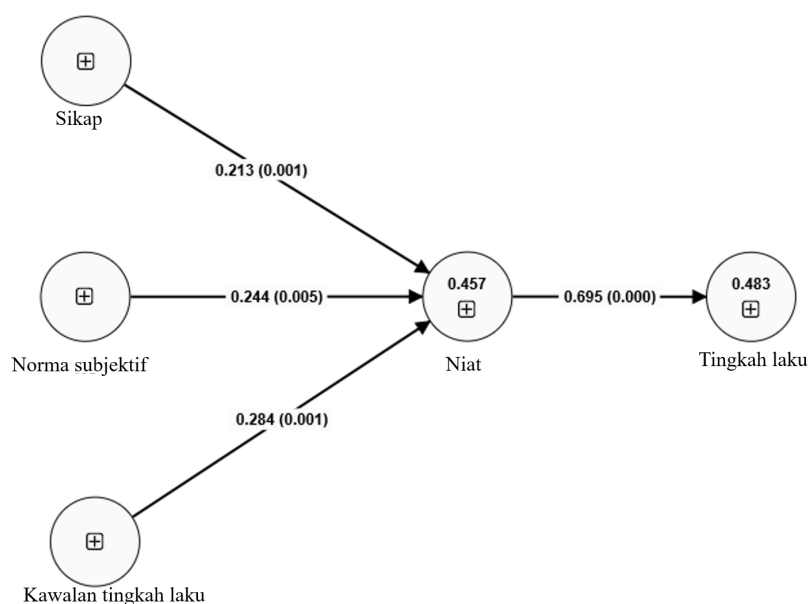 Sikap
0.213 (0.001)
Norma subjektif
0.244 (0.005)
0.457
Niat
0.695 (0.000)
0.483
Tingkah laku
0.284 (0.001)
Kawalan tingkah laku